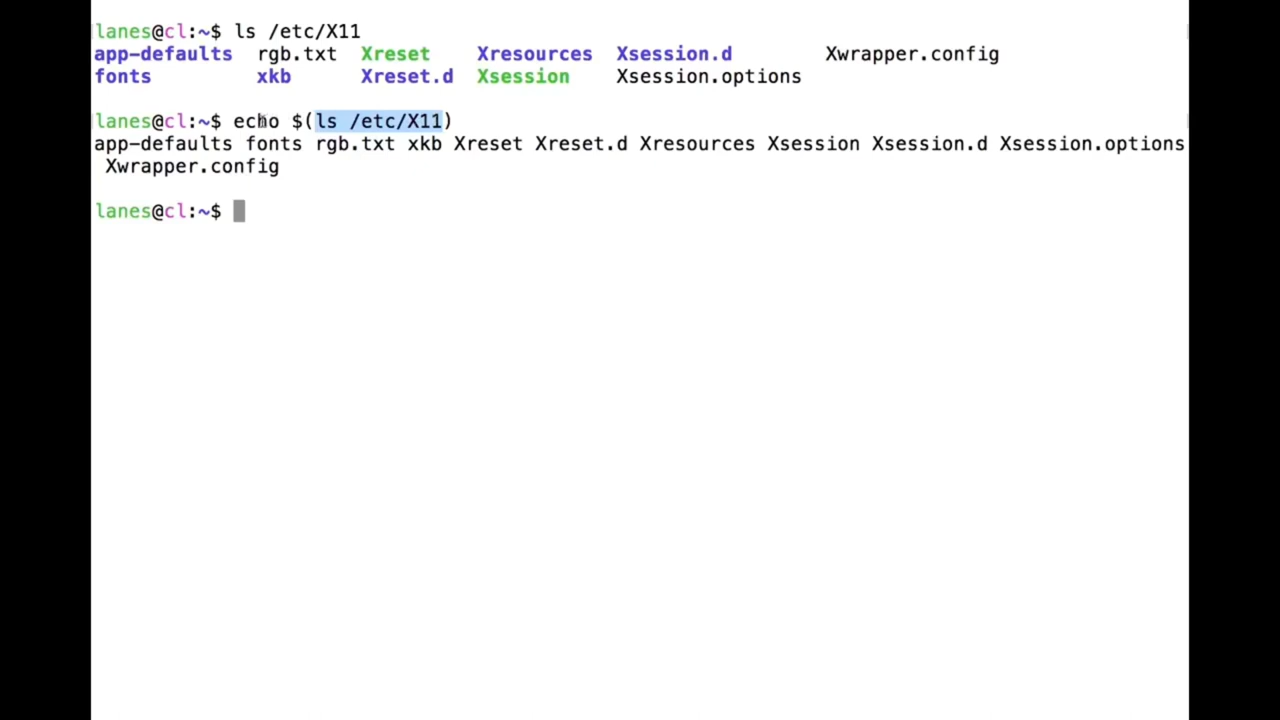 lanes@cl:~$ ls /etc/X11
app-defaults  rgb.txt  Xreset    Xresources  Xsession.d        Xwrapper.config
fonts         xkb      Xreset.d  Xsession    Xsession.options
lanes@cl:~$ echo $(ls /etc/X11)
app-defaults fonts rgb.txt xkb Xreset Xreset.d Xresources Xsession Xsession.d Xsession.options
Xwrapper.config
lanes@cl:~$